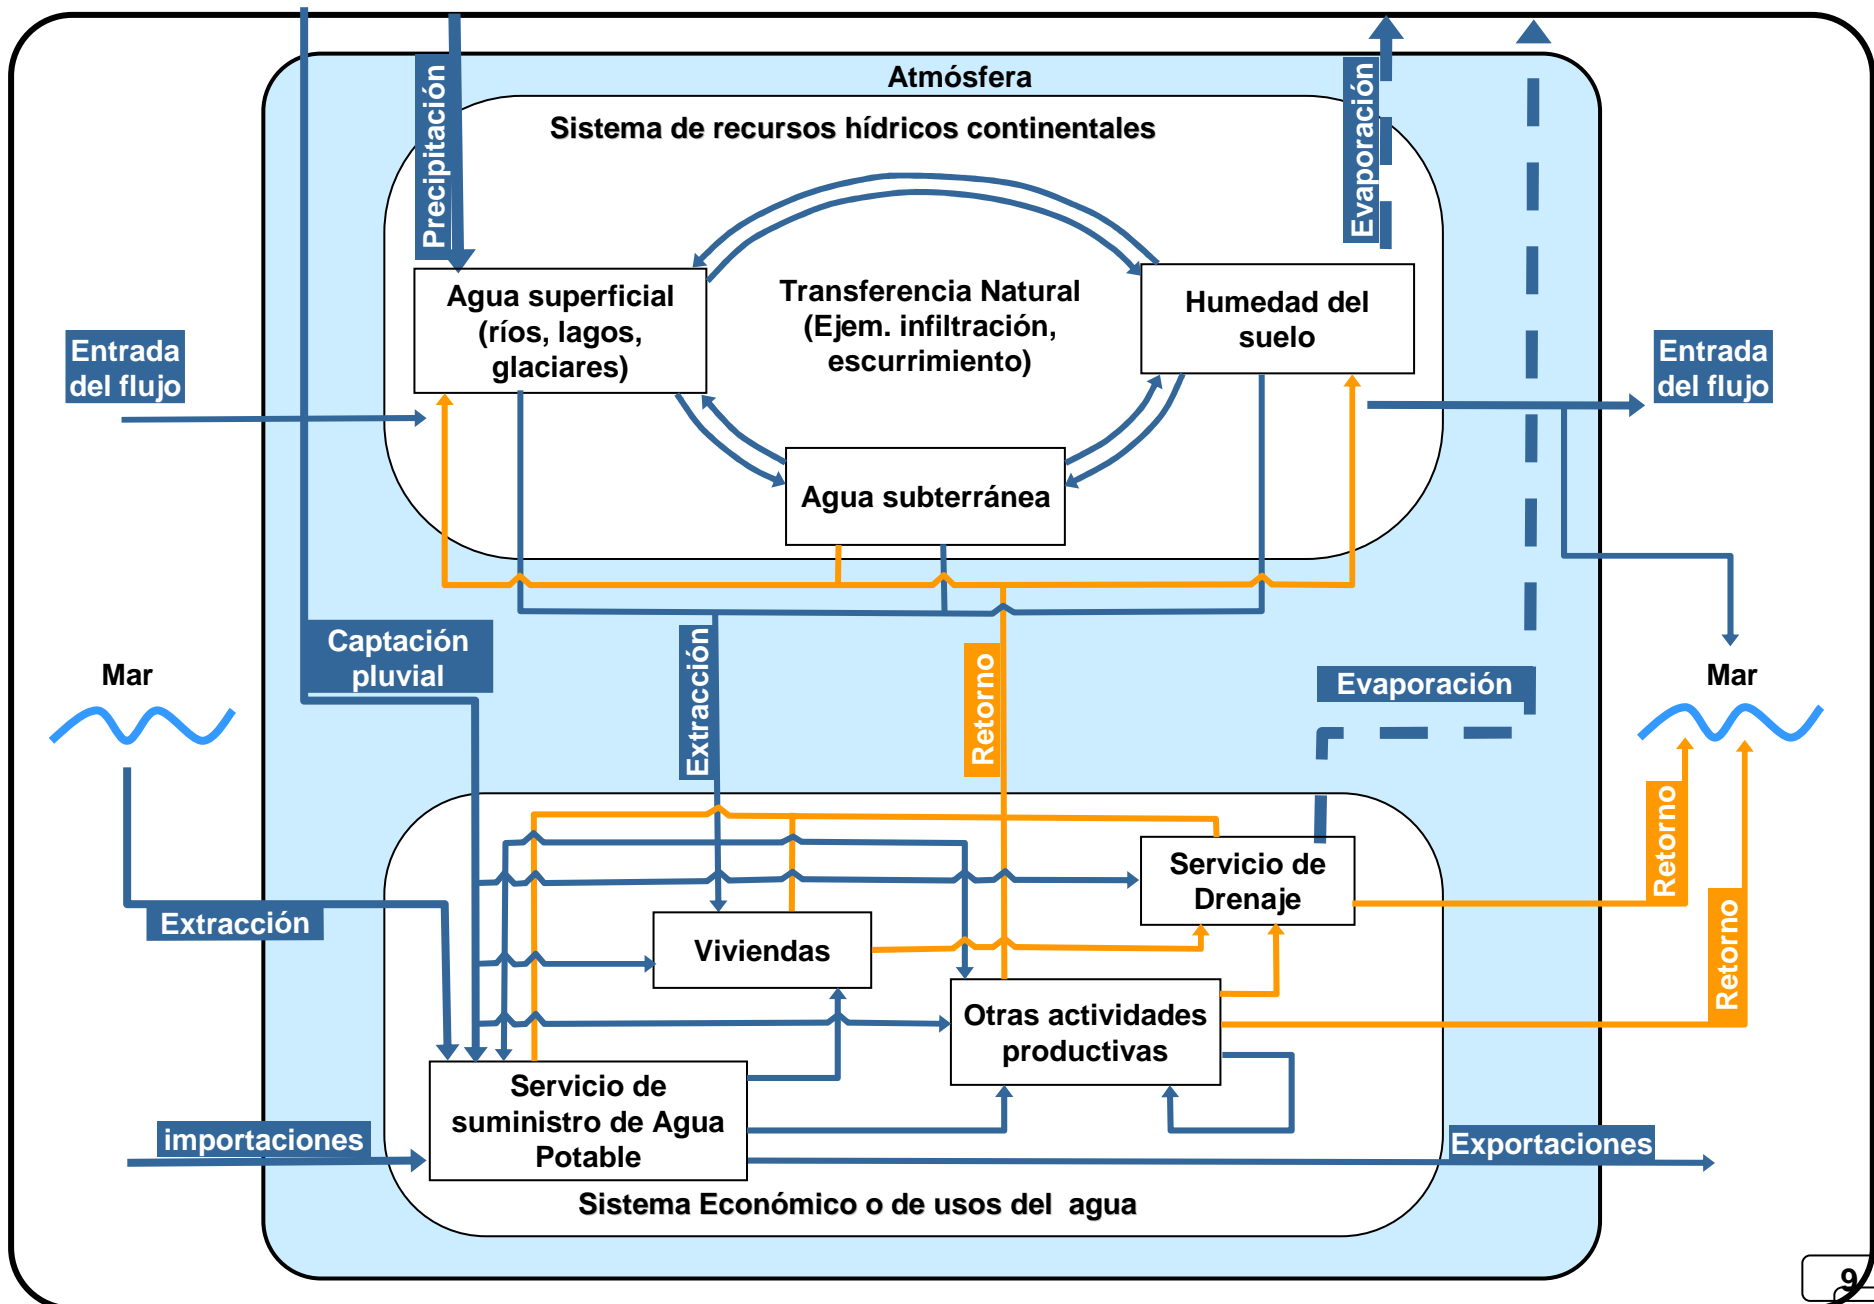 Atmósfera
Sistema de recursos hídricos continentales
Precipitación
Evaporación
Agua superficial
(ríos, lagos,
glaciares)
Transferencia Natural
(Ejem. infiltración,
escurrimiento)
Humedad del
suelo
Entrada
del flujo
Entrada
del flujo
Agua subterránea
Captación
pluvial
Mar
Extracción
Retorno
Evaporación
Mar
Retorno
Retorno
Servicio de
Drenaje
Extracción
Viviendas
Otras actividades
productivas
Servicio de
suministro de Agua
Potable
importaciones
Exportaciones
Sistema Económico o de usos del agua
9